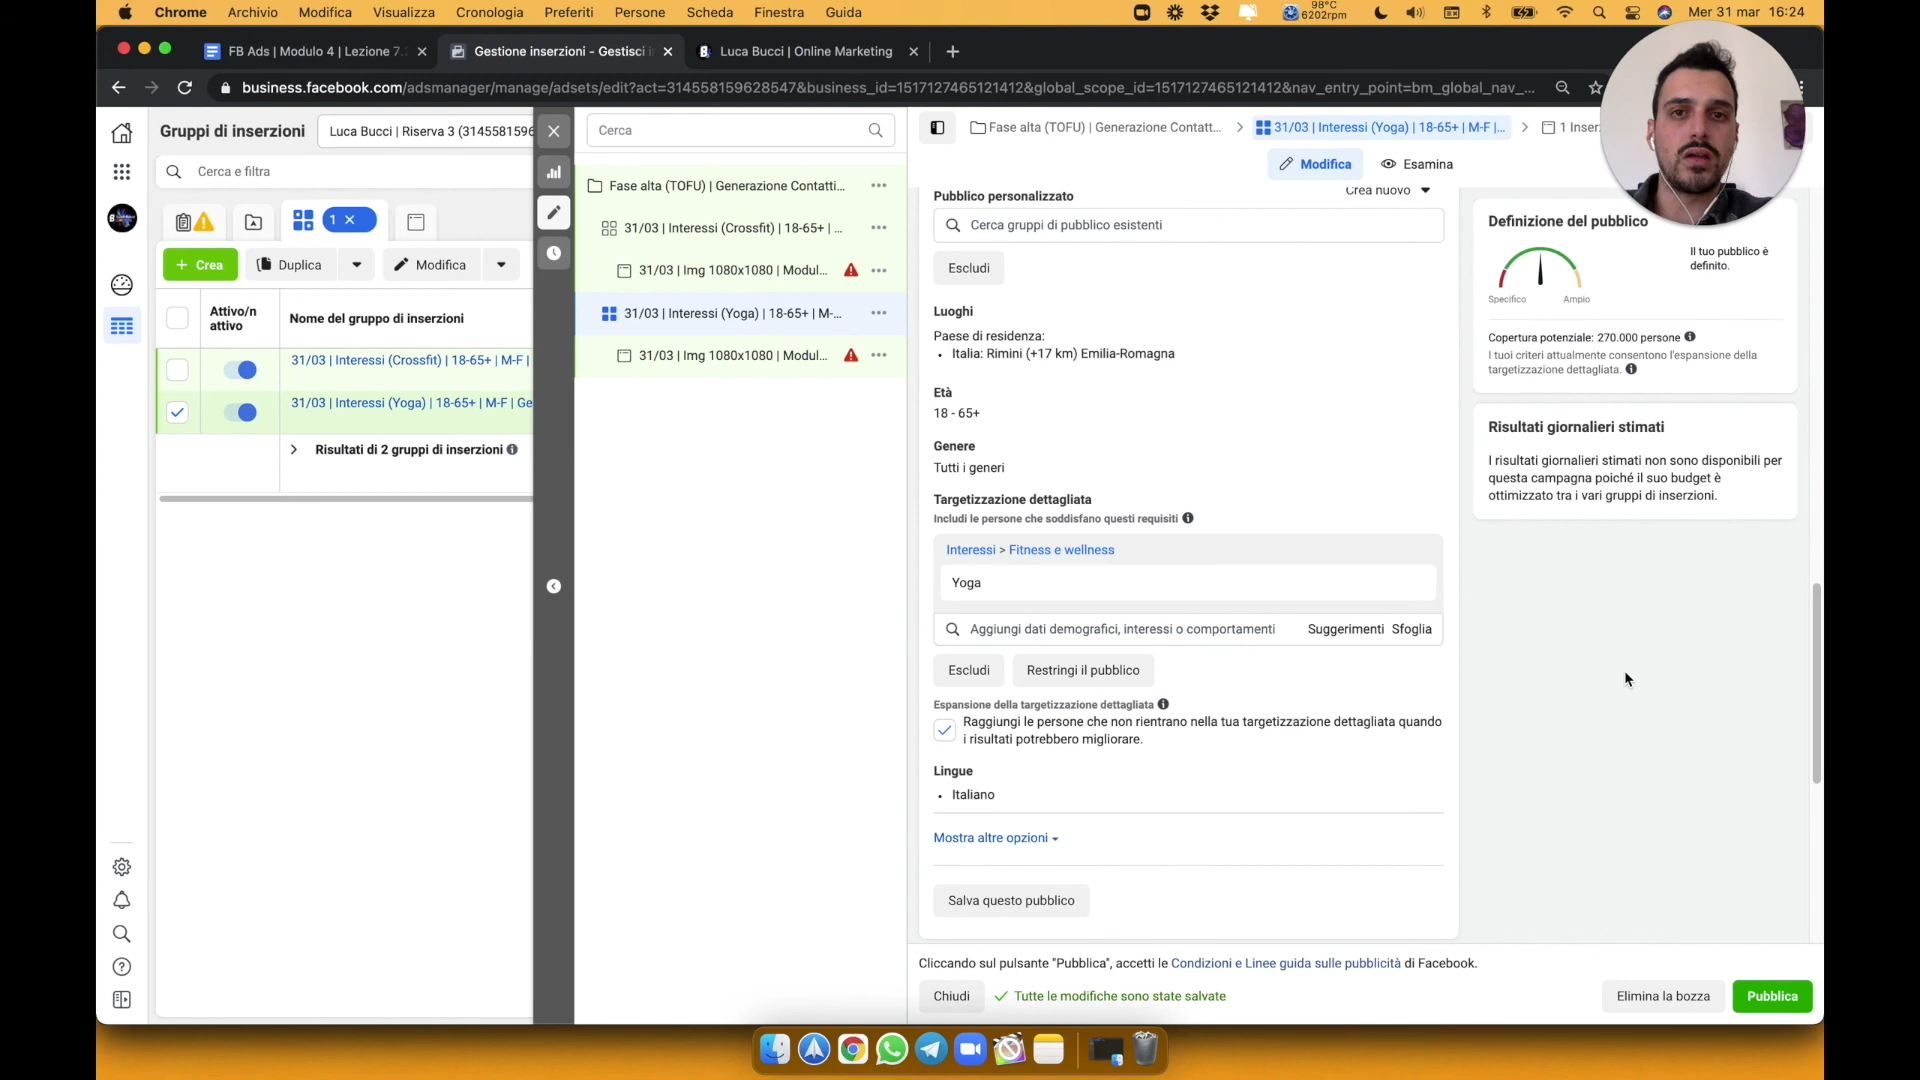 Chrome Archivio Modifica Visualizza Cronologia Preferiti Persone Scheda Finestra Guida
98°C
6202rpm
Mer 31 mar 16:24
FB Ads | Modulo 4 | Lezione 7.
Gestione inserzioni - Gestisci i
Luca Bucci | Online Marketing
business.facebook.com/adsmanager/manage/adsets/edit?act=314558159628547&business_id=1517127465121412&global_scope_id=1517127465121412&nav_entry_point=bm_global_nav_...
Gruppi di inserzioni
Luca Bucci | Riserva 3 (3145581596
Cerca e filtra
1
Crea
Duplica
Modifica
Attivo/n
attivo
Nome del gruppo di inserzioni
31/03 | Interessi (Crossfit) | 18-65+ | M-F |
31/03 | Interessi (Yoga) | 18-65+ | M-F | Ge
Risultati di 2 gruppi di inserzioni
Cerca
Fase alta (TOFU) | Generazione Contatti...
31/03 | Interessi (Crossfit) | 18-65+ | ...
31/03 | Img 1080x1080 | Modul...
31/03 | Interessi (Yoga) | 18-65+ | M-...
31/03 | Img 1080x1080 | Modul...
Fase alta (TOFU) | Generazione Contatt...
31/03 | Interessi (Yoga) | 18-65+ | M-F |...
1 Inser
Modifica
Esamina
Pubblico personalizzato
Crea nuovo
Cerca gruppi di pubblico esistenti
Escludi
Luoghi
Paese di residenza:
Italia: Rimini (+17 km) Emilia-Romagna
Età
18 - 65+
Genere
Tutti i generi
Targetizzazione dettagliata
Includi le persone che soddisfano questi requisiti
Interessi > Fitness e wellness
Yoga
Aggiungi dati demografici, interessi o comportamenti
Suggerimenti Sfoglia
Escludi
Restringi il pubblico
Espansione della targetizzazione dettagliata
Raggiungi le persone che non rientrano nella tua targetizzazione dettagliata quando
i risultati potrebbero migliorare.
Lingue
Italiano
Mostra altre opzioni
Salva questo pubblico
Definizione del pubblico
Il tuo pubblico è
definito.
Specifico
Ampio
Copertura potenziale: 270.000 persone
I tuoi criteri attualmente consentono l'espansione della
targetizzazione dettagliata.
Risultati giornalieri stimati
I risultati giornalieri stimati non sono disponibili per
questa campagna poiché il suo budget è
ottimizzato tra i vari gruppi di inserzioni.
Cliccando sul pulsante "Pubblica", accetti le Condizioni e Linee guida sulle pubblicità di Facebook.
Chiudi
Tutte le modifiche sono state salvate
Elimina la bozza
Pubblica